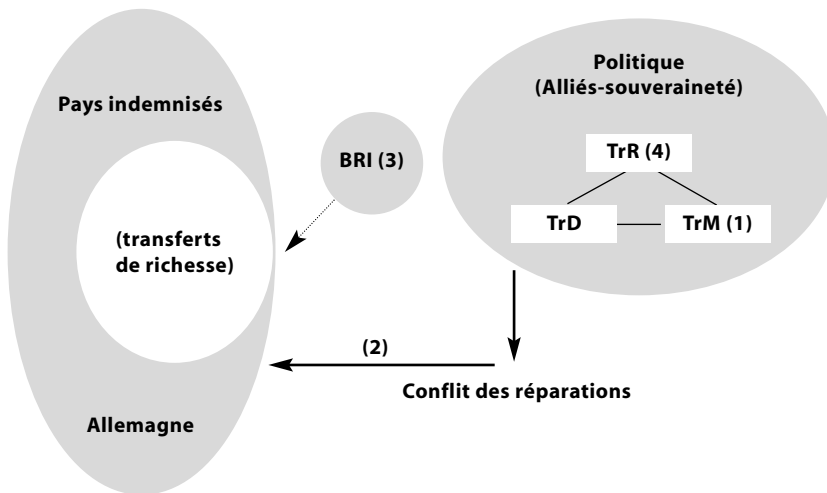 Pays indemnisés
(transferts
de richesse)
Allemagne
BRI (3)
Politique
(Alliés-souveraineté)
TrR (4)
TrD
TrM (1)
(2)
Conflit des réparations